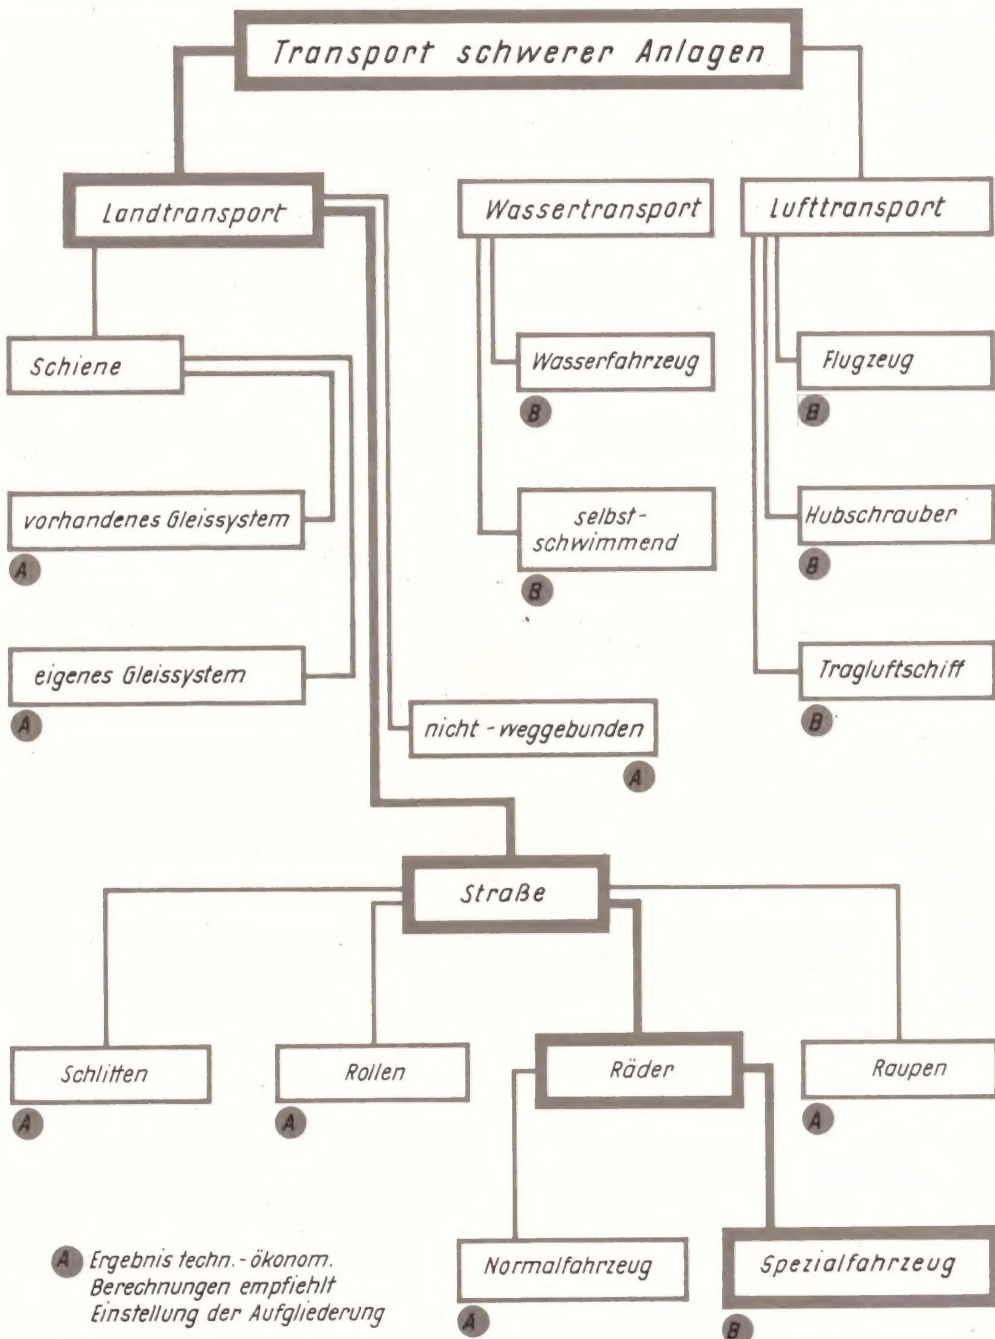 Transport schwerer Anlagen
Landtransport
Wassertransport
Lufttransport
Schiene
Wasserfahrzeug
B
Flugzeug
B
vorhandenes Gleissystem
A
selbst-
schwimmend
B
Hubschrauber
B
eigenes Gleissystem
A
Tragluftschiff
B
nicht-weggebunden
A
Straße
Schlitten
A
Rollen
A
Räder
Raupen
A
Normalfahrzeug
A
Spezialfahrzeug
B
A Ergebnis techn.-ökonom.
Berechnungen empfiehlt
Einstellung der Aufgliederung